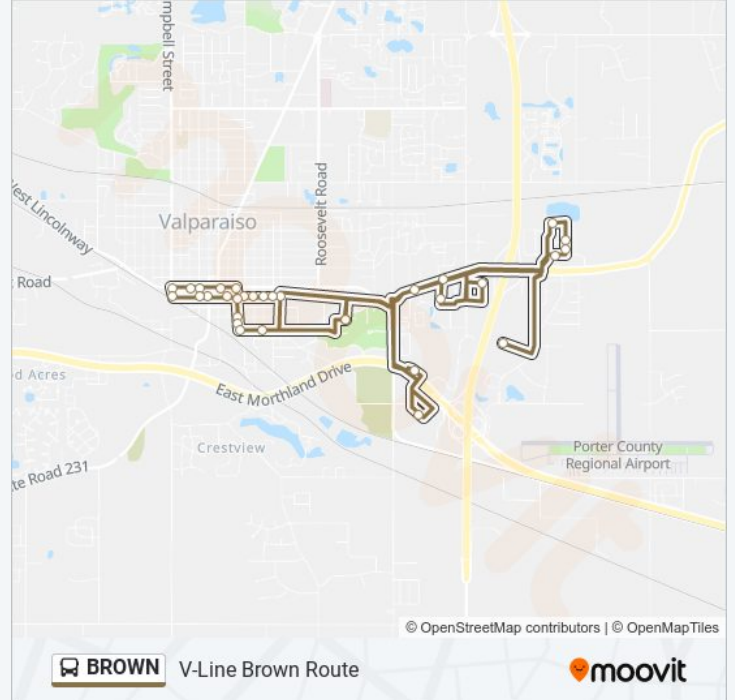 mpbell Street
est Lincolnway
Roosevelt Road
Valparaiso
Road
d Acres
East Morthland Drive
Crestview
te Road 231
Porter County
Regional Airport
© OpenStreetMap contributors | © OpenMapTiles
BROWN
V-Line Brown Route
moovit